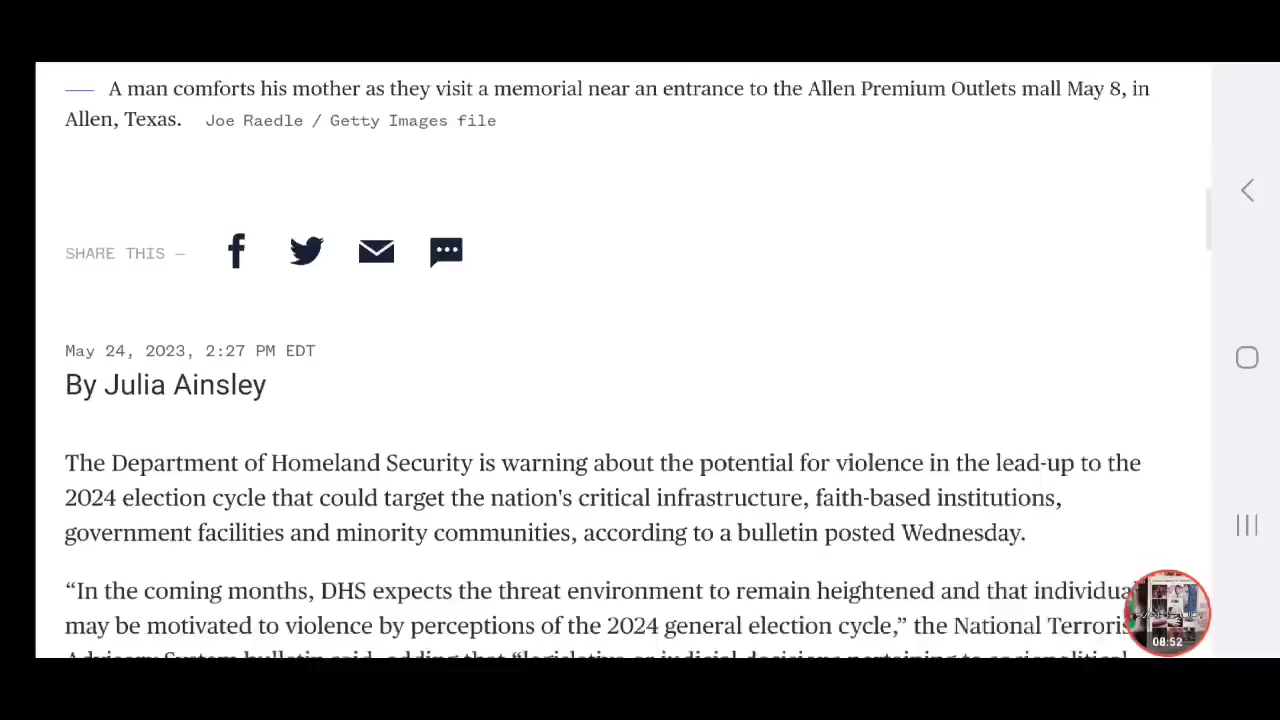 — A man comforts his mother as they visit a memorial near an entrance to the Allen Premium Outlets mall May 8, in
Allen, Texas. Joe Raedle / Getty Images file
SHARE THIS —
May 24, 2023, 2:27 PM EDT
By Julia Ainsley
The Department of Homeland Security is warning about the potential for violence in the lead-up to the
2024 election cycle that could target the nation's critical infrastructure, faith-based institutions,
government facilities and minority communities, according to a bulletin posted Wednesday.
“In the coming months, DHS expects the threat environment to remain heightened and that
may be motivated to violence by perceptions of the 2024 general election cycle,” the National
08:52